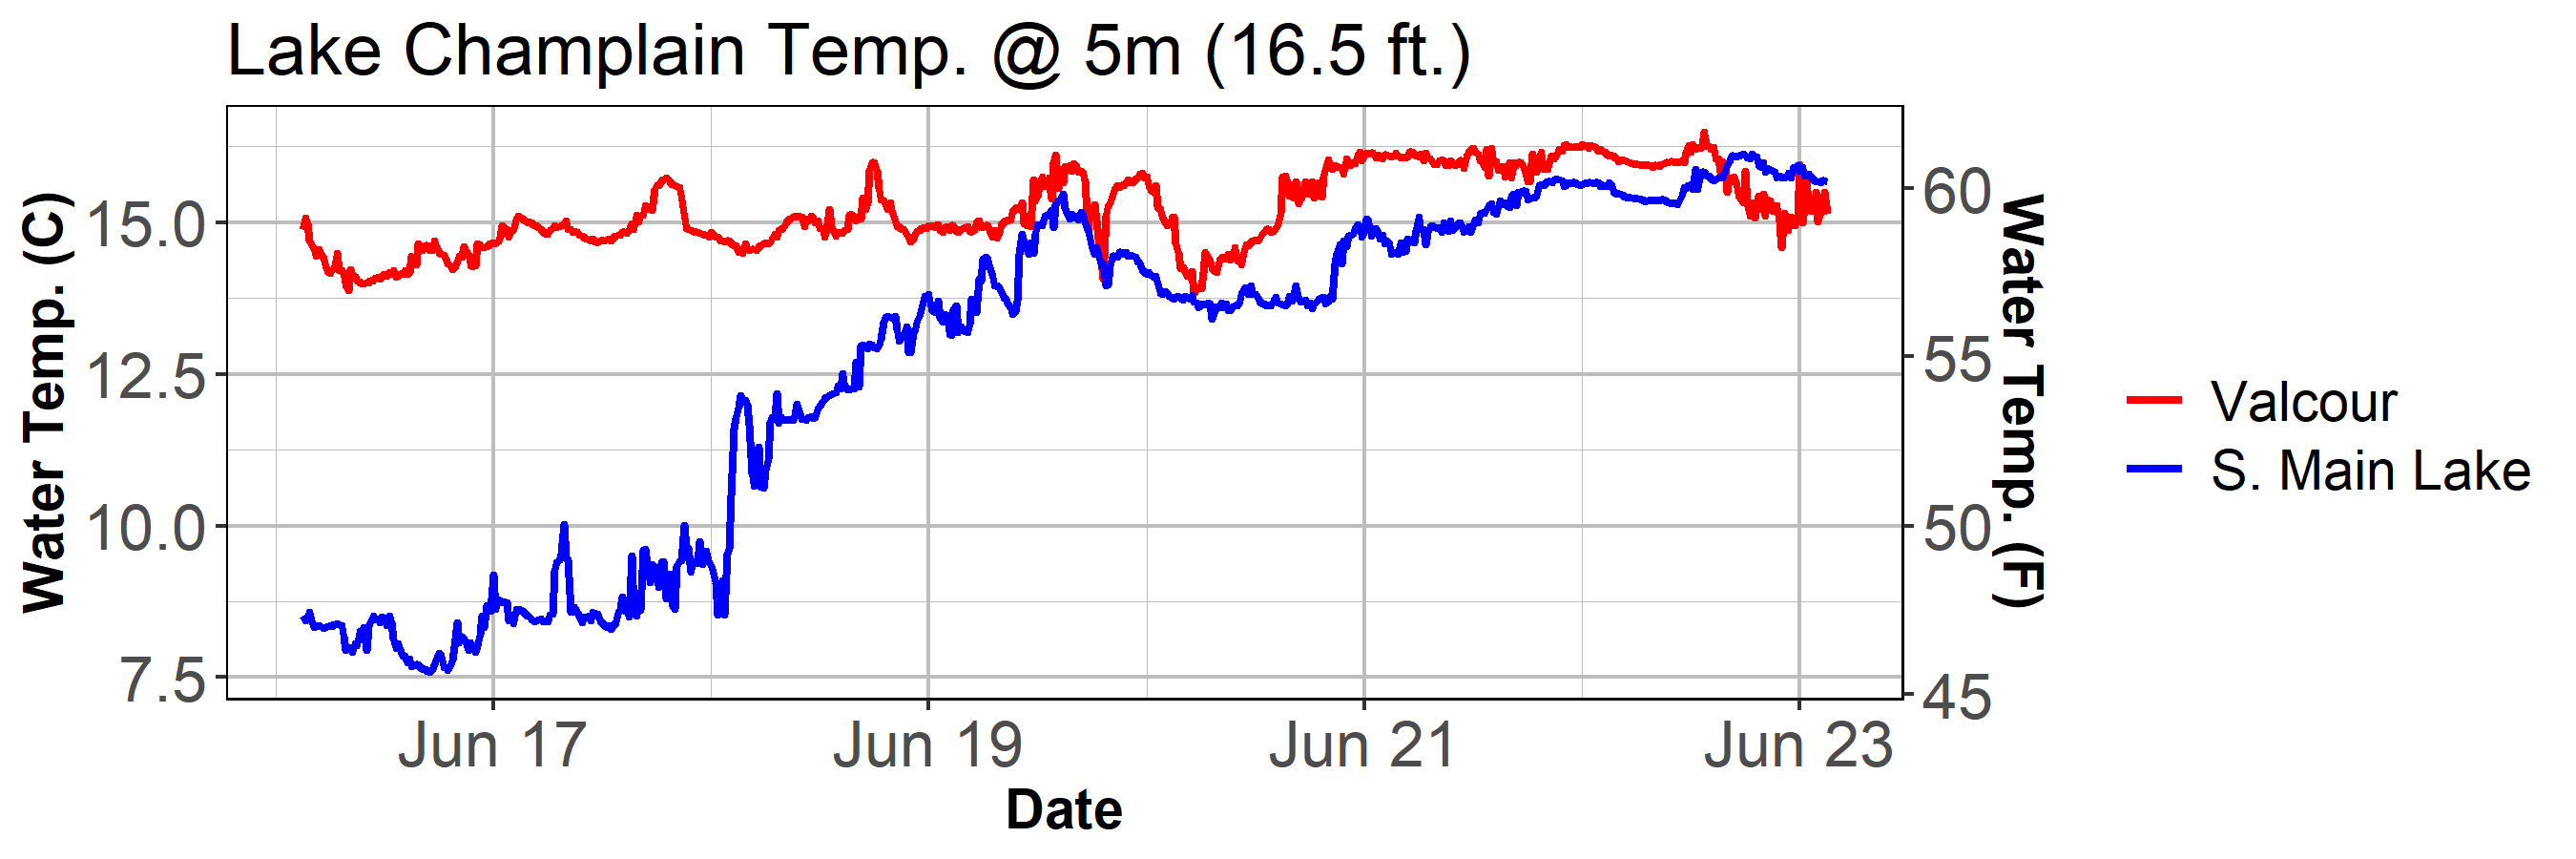 Lake Champlain Temp. @ 5m (16.5 ft.)
Water Temp. (C)
15.0
12.5
10.0
7.5
60
55
50
45
Water Temp. (F)
Jun 17
Jun 19
Jun 21
Jun 23
Date
Valcour
S. Main Lake